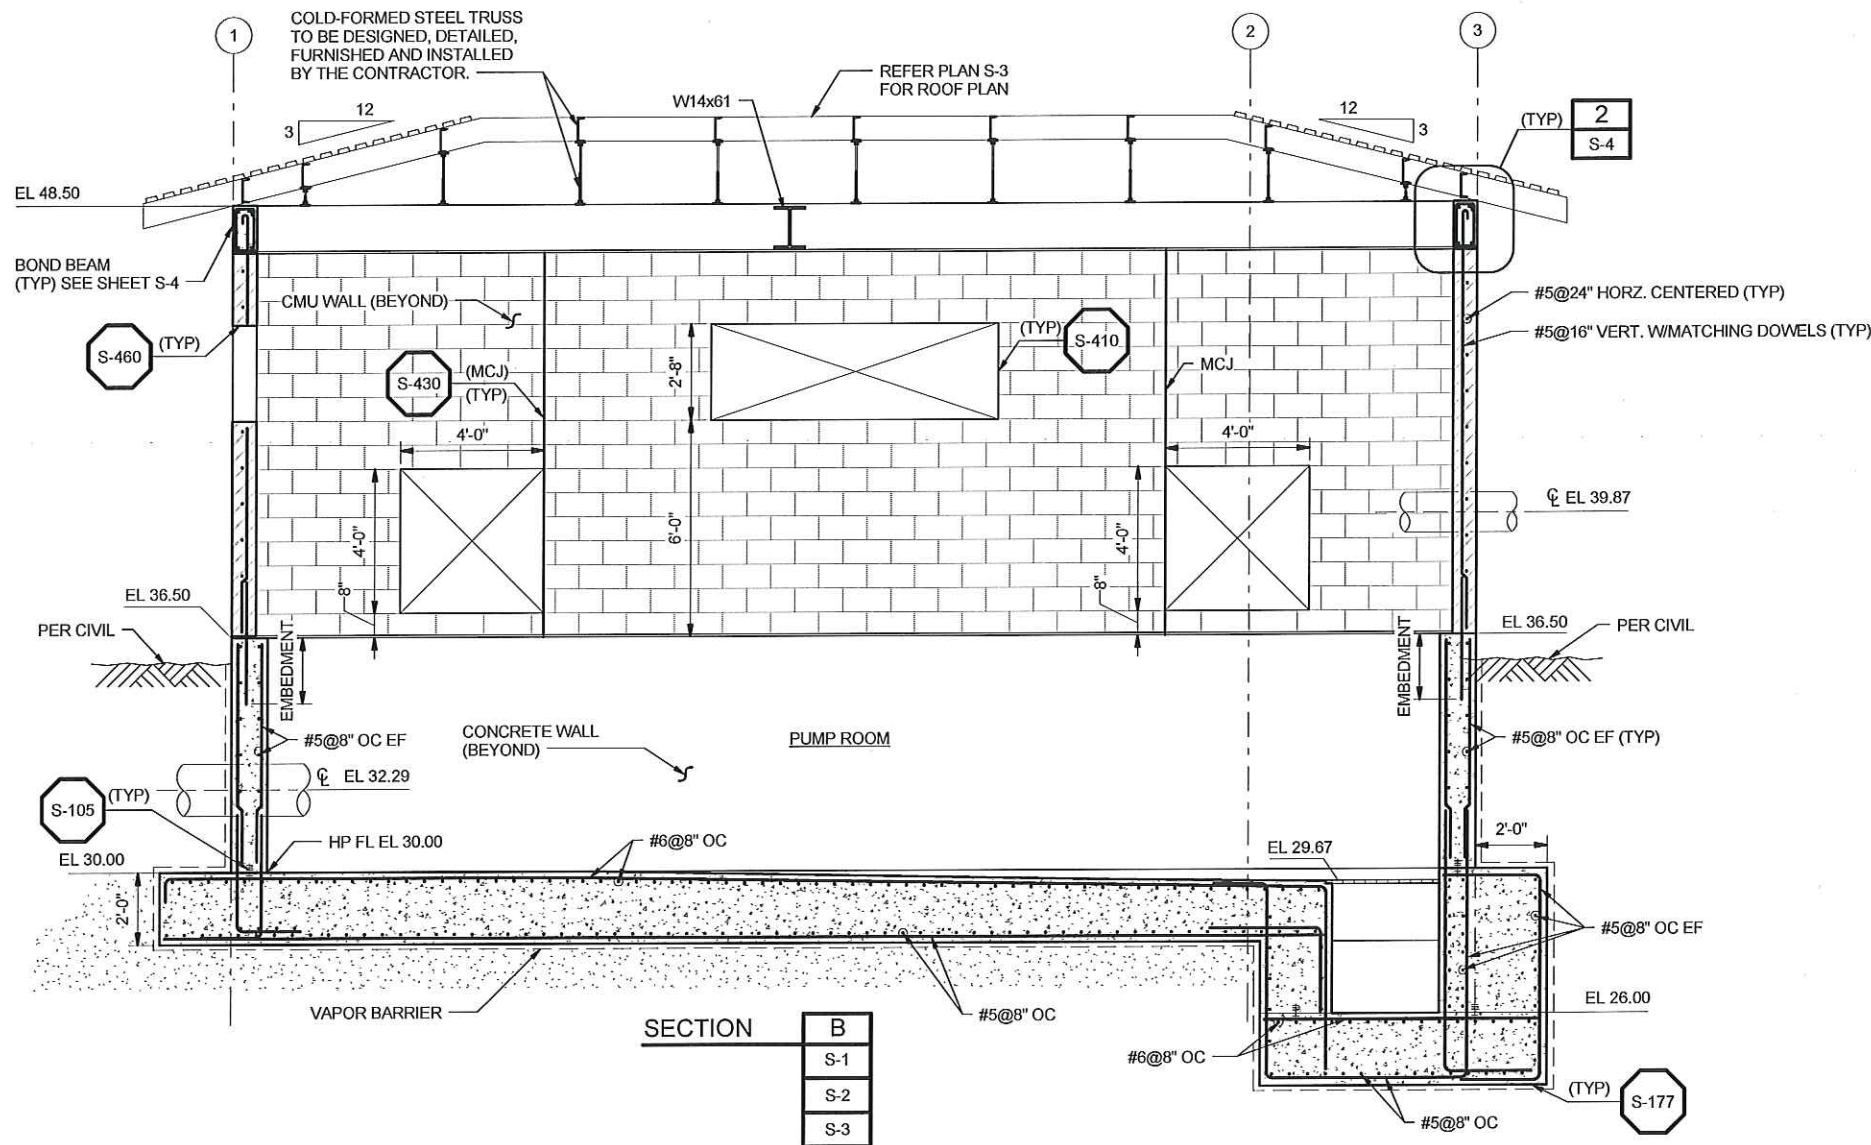 1
COLD-FORMED STEEL TRUSS
TO BE DESIGNED, DETAILED,
FURNISHED AND INSTALLED
BY THE CONTRACTOR.
2
3
REFER PLAN S-3
FOR ROOF PLAN
W14x61
12
3
12
3
(TYP)
2
S-4
EL 48.50
BOND BEAM
(TYP) SEE SHEET S-4
CMU WALL (BEYOND)
#5@24" HORZ. CENTERED (TYP)
#5@16" VERT. W/MATCHING DOWELS (TYP)
S-460
(TYP)
S-430
(MCJ)
(TYP)
2'-8"
(TYP)
S-410
MCJ
4'-0"
4'-0"
4'-0"
6'-0"
4'-0"
℄ EL 39.87
8"
8"
EL 36.50
EL 36.50
PER CIVIL
PER CIVIL
EMBEDMENT
EMBEDMENT
CONCRETE WALL
(BEYOND)
PUMP ROOM
#5@8" OC EF
#5@8" OC EF (TYP)
℄ EL 32.29
S-105
(TYP)
HP FL EL 30.00
#6@8" OC
EL 29.67
2'-0"
EL 30.00
2'-0"
#5@8" OC EF
VAPOR BARRIER
#5@8" OC
EL 26.00
#6@8" OC
#5@8" OC
(TYP)
S-177
SECTION
B
S-1
S-2
S-3